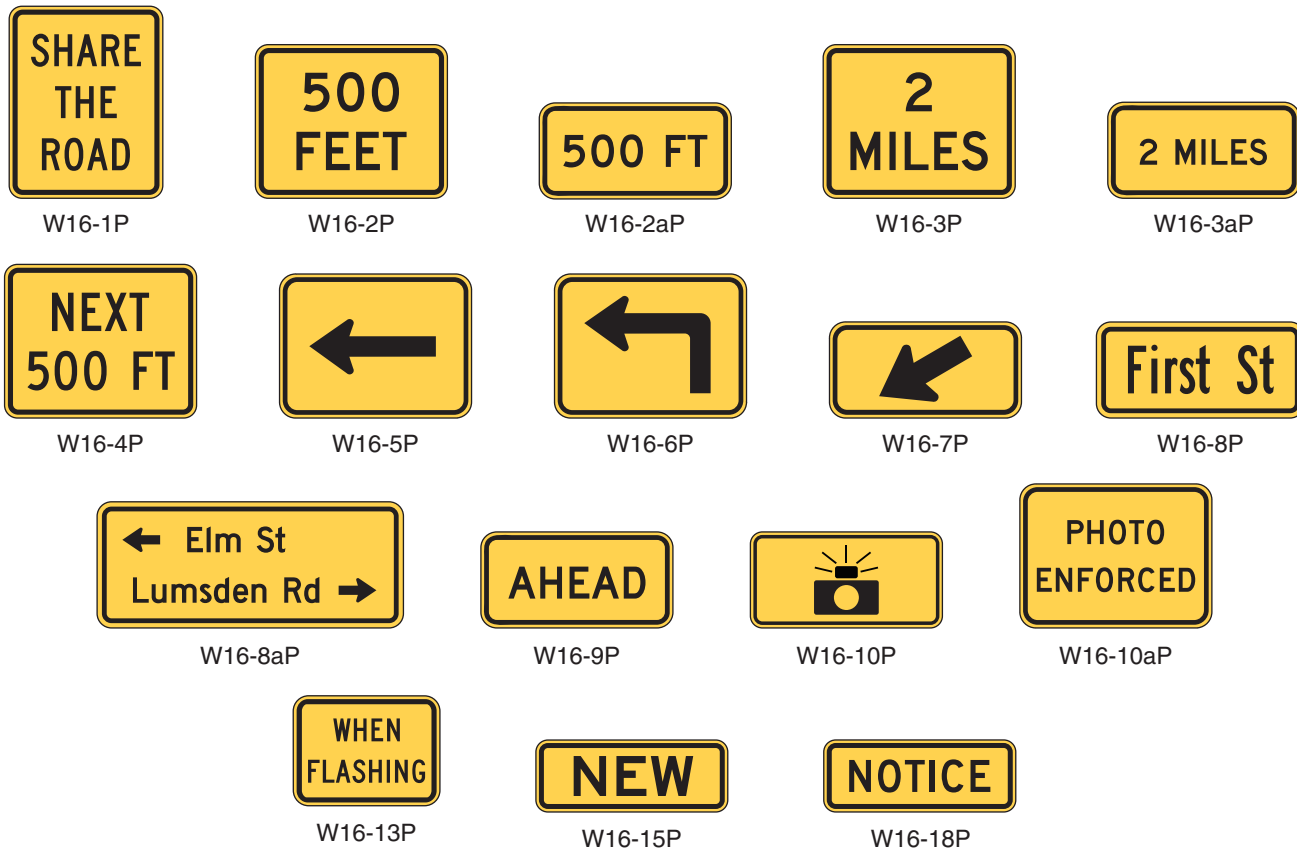 SHARE
THE
ROAD
W16-1P
500
FEET
W16-2P
500 FT
W16-2aP
2
MILES
W16-3P
2 MILES
W16-3aP
NEXT
500 FT
W16-4P
W16-5P
W16-6P
W16-7P
First St
W16-8P
Elm St
Lumsden Rd
W16-8aP
AHEAD
W16-9P
W16-10P
PHOTO
ENFORCED
W16-10aP
WHEN
FLASHING
W16-13P
NEW
W16-15P
NOTICE
W16-18P